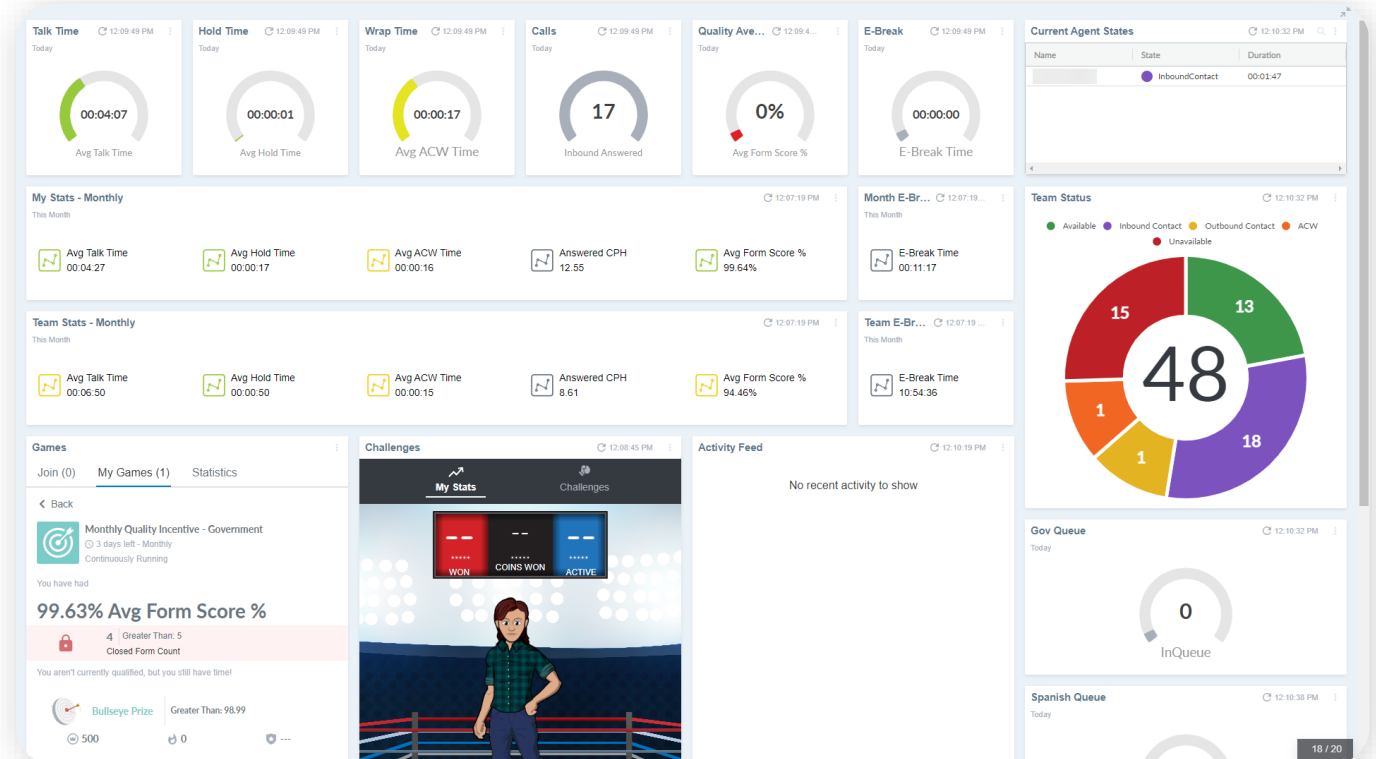 Talk Time 12:09:49 PM
Today
00:04:07
Avg Talk Time
Hold Time 12:09:49 PM
Today
00:00:01
Avg Hold Time
Wrap Time 12:09:49 PM
Today
00:00:17
Avg ACW Time
Calls 12:09:49 PM
Today
17
Inbound Answered
Quality Ave... 12:09:4...
Today
0%
Avg Form Score %
E-Break 12:09:49 PM
Today
00:00:00
E-Break Time
Current Agent States 12:10:32 PM
Name State Duration
InboundContact 00:01:47
My Stats - Monthly 12:07:19 PM
This Month
Avg Talk Time
00:04:27
Avg Hold Time
00:00:17
Avg ACW Time
00:00:16
Answered CPH
12.55
Avg Form Score %
99.64%
Month E-Br... 12:07:19...
This Month
E-Break Time
00:11:17
Team Status 12:10:32 PM
Available Inbound Contact Outbound Contact ACW
Unavailable
15
13
48
1
1
18
Team Stats - Monthly 12:07:19 PM
This Month
Avg Talk Time
00:06:50
Avg Hold Time
00:00:50
Avg ACW Time
00:00:15
Answered CPH
8.61
Avg Form Score %
94.46%
Team E-Br... 12:07:19 ...
This Month
E-Break Time
10:54:36
Games
Join (0) My Games (1) Statistics
Back
Monthly Quality Incentive - Government
3 days left - Monthly
Continuously Running
You have had
99.63% Avg Form Score %
4 Greater Than: 5
Closed Form Count
You aren't currently qualified, but you still have time!
Bullseye Prize Greater Than: 98.99
500 0 ---
Challenges 12:08:45 PM
My Stats Challenges
-- -- --
***** ***** *****
WON COINS WON ACTIVE
Activity Feed 12:10:19 PM
No recent activity to show
Gov Queue 12:10:32 PM
Today
0
InQueue
Spanish Queue 12:10:38 PM
Today
18 / 20